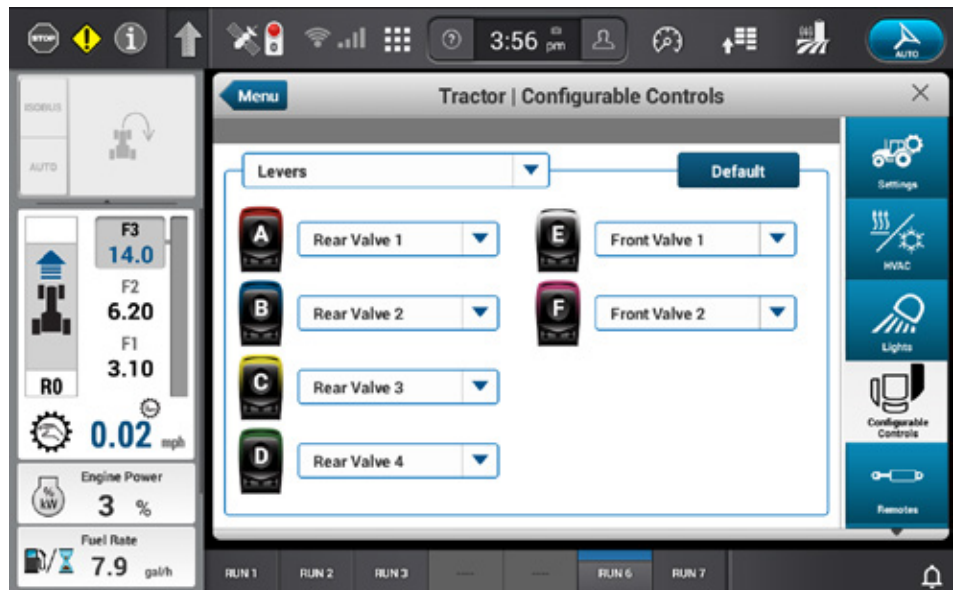 STOP
3:56 pm
AUTO
ISOBUS
AUTO
F3
14.0
F2
6.20
F1
3.10
R0
0.02 mph
Engine Power
% kW
3 %
Fuel Rate
7.9 gal/h
Menu
Tractor | Configurable Controls
Levers
Default
A Rear Valve 1
E Front Valve 1
B Rear Valve 2
F Front Valve 2
C Rear Valve 3
D Rear Valve 4
Settings
HVAC
Lights
Configurable
Controls
Remotes
RUN 1 RUN 2 RUN 3 ---- ---- RUN 6 RUN 7